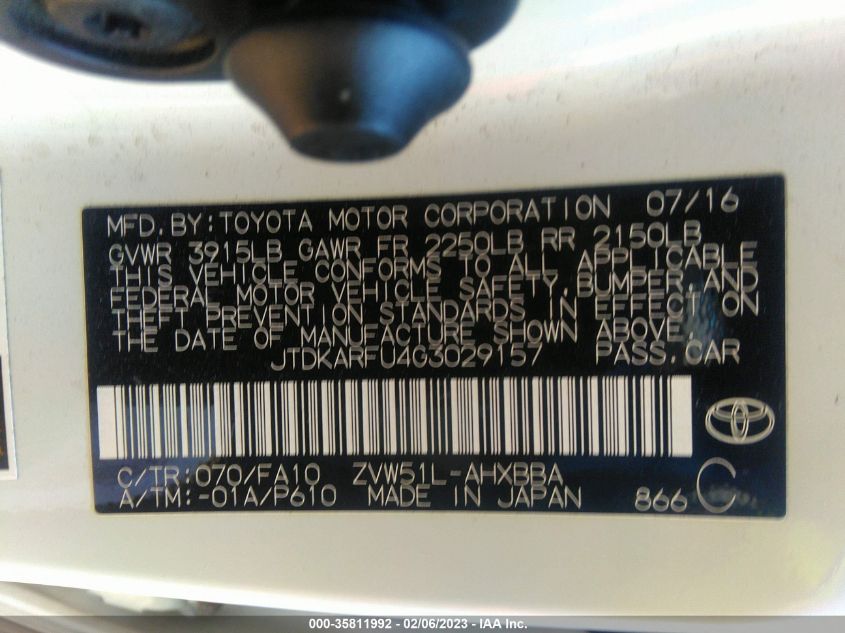 MFD.BY:TOYOTA MOTOR CORPORATION 07/16
GVWR 3915LB GAWR FR 2250LB RR 2150LB
THIS VEHICLE CONFORMS TO ALL APPLICABLE
FEDERAL MOTOR VEHICLE SAFETY,BUMPER,AND
THEFT PREVENTION STANDARDS IN EFFECT ON
THE DATE OF MANUFACTURE SHOWN ABOVE.
JTDKARFU4G3029157 PASS.CAR
C/TR:070/FA10 ZVW51L-AHXBBA
A/TM:-01A/P610 MADE IN JAPAN 866 C
000-35811992 - 02/06/2023 - IAA Inc.